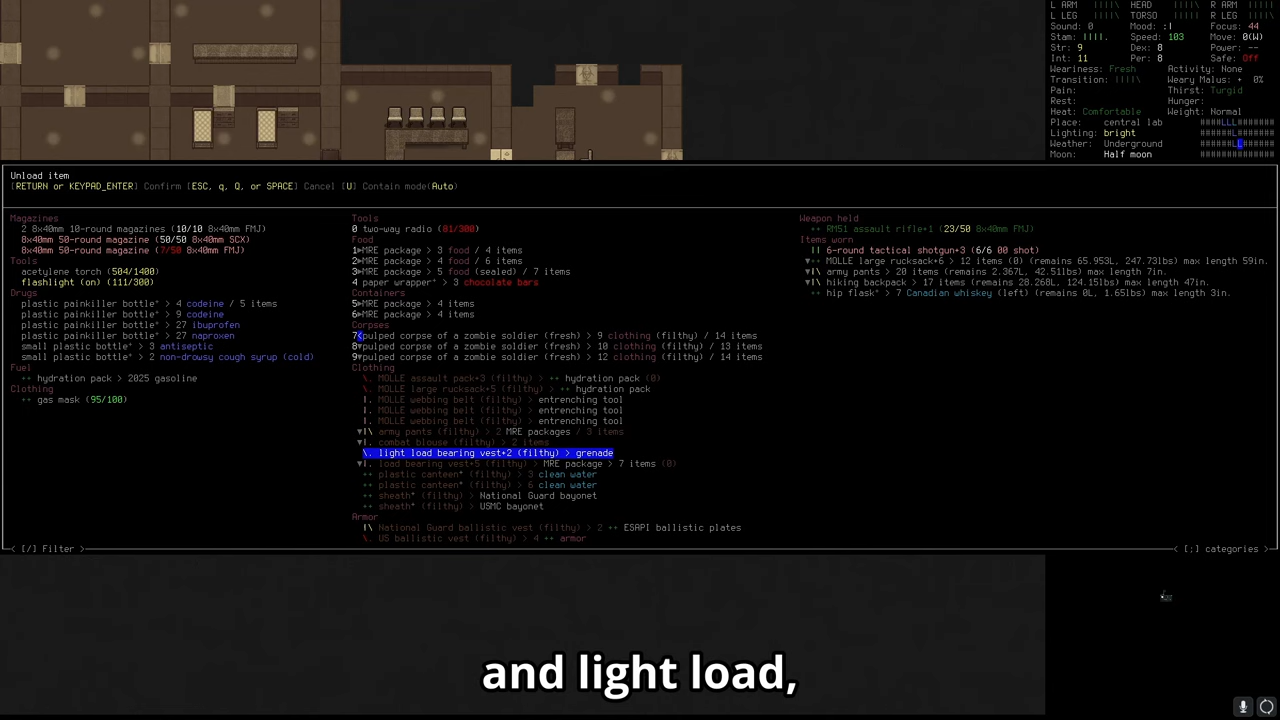 L ARM ||||\ HEAD ||||\ R ARM ||||\
L LEG ||||\ TORSO ||||\ R LEG ||||\
Sound: 0 Mood: :| Focus: 44
Stam: ||||. Speed: 103 Move: 0(W)
Str: 9 Dex: 8 Power: --
Int: 11 Per: 8 Safe: Off
Weariness: Fresh Activity: None
Transition: ||||\ Weary Malus: + 0%
Pain: Thirst: Turgid
Rest: Hunger:
Heat: Comfortable Weight: Normal
Place: central lab
Lighting: bright
Weather: Underground
Moon: Half moon
Unload item
[RETURN or KEYPAD_ENTER] Confirm [ESC, q, Q, or SPACE] Cancel [U] Contain mode(Auto)
Magazines
2 8x40mm 10-round magazines (10/10 8x40mm FMJ)
8x40mm 50-round magazine (50/50 8x40mm SCX)
8x40mm 50-round magazine (7/50 8x40mm FMJ)
Tools
acetylene torch (504/1400)
flashlight (on) (111/300)
Drugs
plastic painkiller bottle* > 4 codeine / 5 items
plastic painkiller bottle* > 9 codeine
plastic painkiller bottle* > 27 ibuprofen
plastic painkiller bottle* > 27 naproxen
small plastic bottle* > 3 antiseptic
small plastic bottle* > 2 non-drowsy cough syrup (cold)
Fuel
++ hydration pack > 2025 gasoline
Clothing
++ gas mask (95/100)
Tools
0 two-way radio (81/300)
Food
1 MRE package > 3 food / 4 items
2 MRE package > 4 food / 6 items
3 MRE package > 5 food (sealed) / 7 items
4 paper wrapper* > 3 chocolate bars
Containers
5 MRE package > 4 items
6 MRE package > 4 items
Corpses
7 pulped corpse of a zombie soldier (fresh) > 9 clothing (filthy) / 14 items
8 pulped corpse of a zombie soldier (fresh) > 10 clothing (filthy) / 13 items
9 pulped corpse of a zombie soldier (fresh) > 12 clothing (filthy) / 14 items
Clothing
\. MOLLE assault pack+3 (filthy) > ++ hydration pack (0)
\. MOLLE large rucksack+5 (filthy) > ++ hydration pack
|. MOLLE webbing belt (filthy) > entrenching tool
|. MOLLE webbing belt (filthy) > entrenching tool
|. MOLLE webbing belt (filthy) > entrenching tool
|\ army pants (filthy) > 2 MRE packages / 3 items
|. combat blouse (filthy) > 2 items
\. light load bearing vest+2 (filthy) > grenade
|. load bearing vest+5 (filthy) > MRE package > 7 items (0)
++ plastic canteen* (filthy) > 3 clean water
++ plastic canteen* (filthy) > 6 clean water
++ sheath* (filthy) > National Guard bayonet
++ sheath* (filthy) > USMC bayonet
Armor
|\ National Guard ballistic vest (filthy) > 2 ++ ESAPI ballistic plates
\. US ballistic vest (filthy) > 4 ++ armor
Weapon held
++ RM51 assault rifle+1 (23/50 8x40mm FMJ)
Items worn
|| 6-round tactical shotgun+3 (6/6 00 shot)
++ MOLLE large rucksack+6 > 12 items (0) (remains 65.953L, 247.73lbs) max length 59in.
|\ army pants > 20 items (remains 2.367L, 42.51lbs) max length 7in.
|\ hiking backpack > 17 items (remains 28.268L, 124.15lbs) max length 47in.
++ hip flask* > 7 Canadian whiskey (left) (remains 0L, 1.65lbs) max length 3in.
< [/] Filter >
< [;] categories >
and light load,